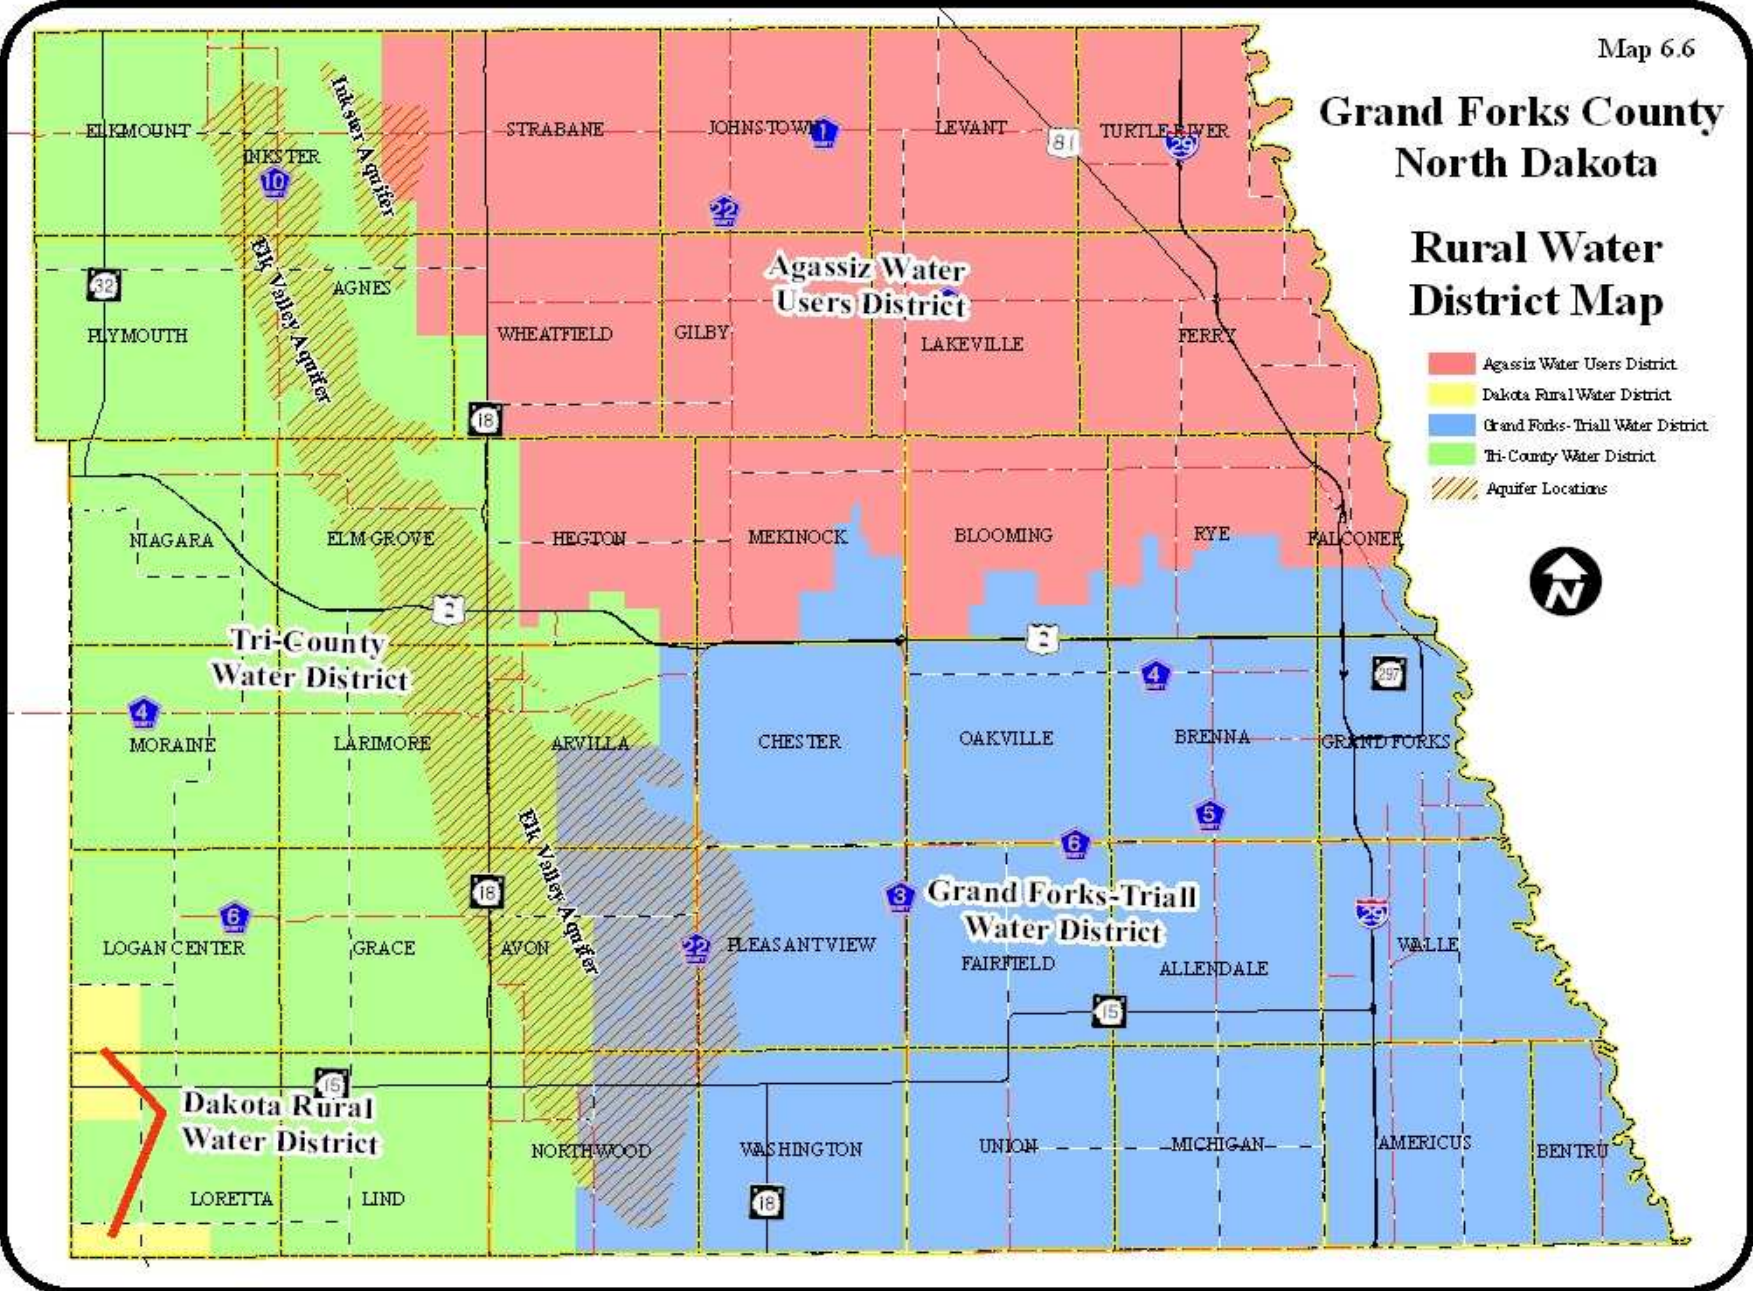 Map 6.6
Grand Forks County
North Dakota
Rural Water
District Map
Agassiz Water Users District
Dakota Rural Water District
Grand Forks-Triall Water District
Tri-County Water District
Aquifer Locations
N
ELKMOUNT
INKSTER
10
Inkster Aquifer
STRABANE
JOHNSTOWN
1
LEVANT
81
TURTLE RIVER
29
22
Elk Valley Aquifer
32
AGNES
PLYMOUTH
Agassiz Water
Users District
WHEATFIELD
GILBY
LAKEVILLE
FERRY
18
NIAGARA
ELM GROVE
HEGTON
MEKINOCK
BLOOMING
RYE
FALCONER
2
2
Tri-County
Water District
4
297
4
MORAINE
LARIMORE
ARVILLA
CHESTER
OAKVILLE
BRENNA
GRAND FORKS
5
6
Elk Valley Aquifer
18
3
Grand Forks-Triall
Water District
29
6
LOGAN CENTER
GRACE
AVON
22
PLEASANTVIEW
FAIRFIELD
ALLENDALE
WALLE
15
15
Dakota Rural
Water District
NORTHWOOD
WASHINGTON
UNION
MICHIGAN
AMERICUS
BENTRU
LORETTA
LIND
18